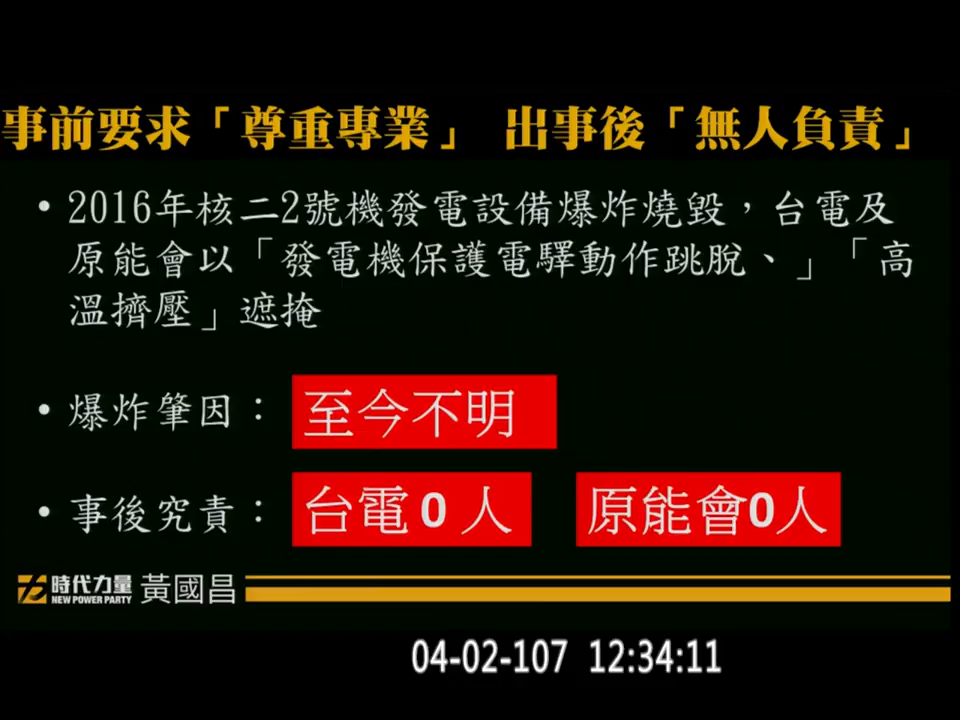 事前要求「尊重專業」 出事後「無人負責」
• 2016年核二2號機發電設備爆炸燒毀，台電及
原能會以「發電機保護電驛動作跳脫、」「高
溫擠壓」遮掩
• 爆炸肇因： 至今不明
• 事後究責： 台電 0 人 原能會0人
時代力量 黃國昌
NEW POWER PARTY
04-02-107 12:34:11